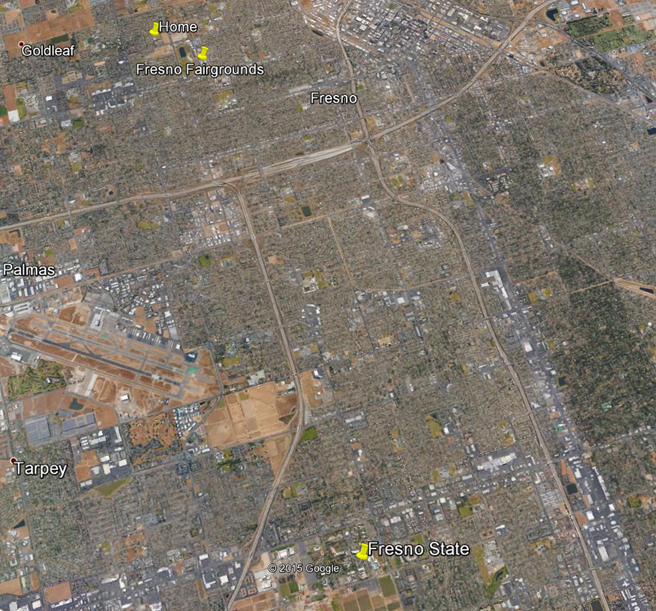 Home
Goldleaf
Fresno Fairgrounds
Fresno
Palmas
Tarpey
Fresno State
© 2015 Google